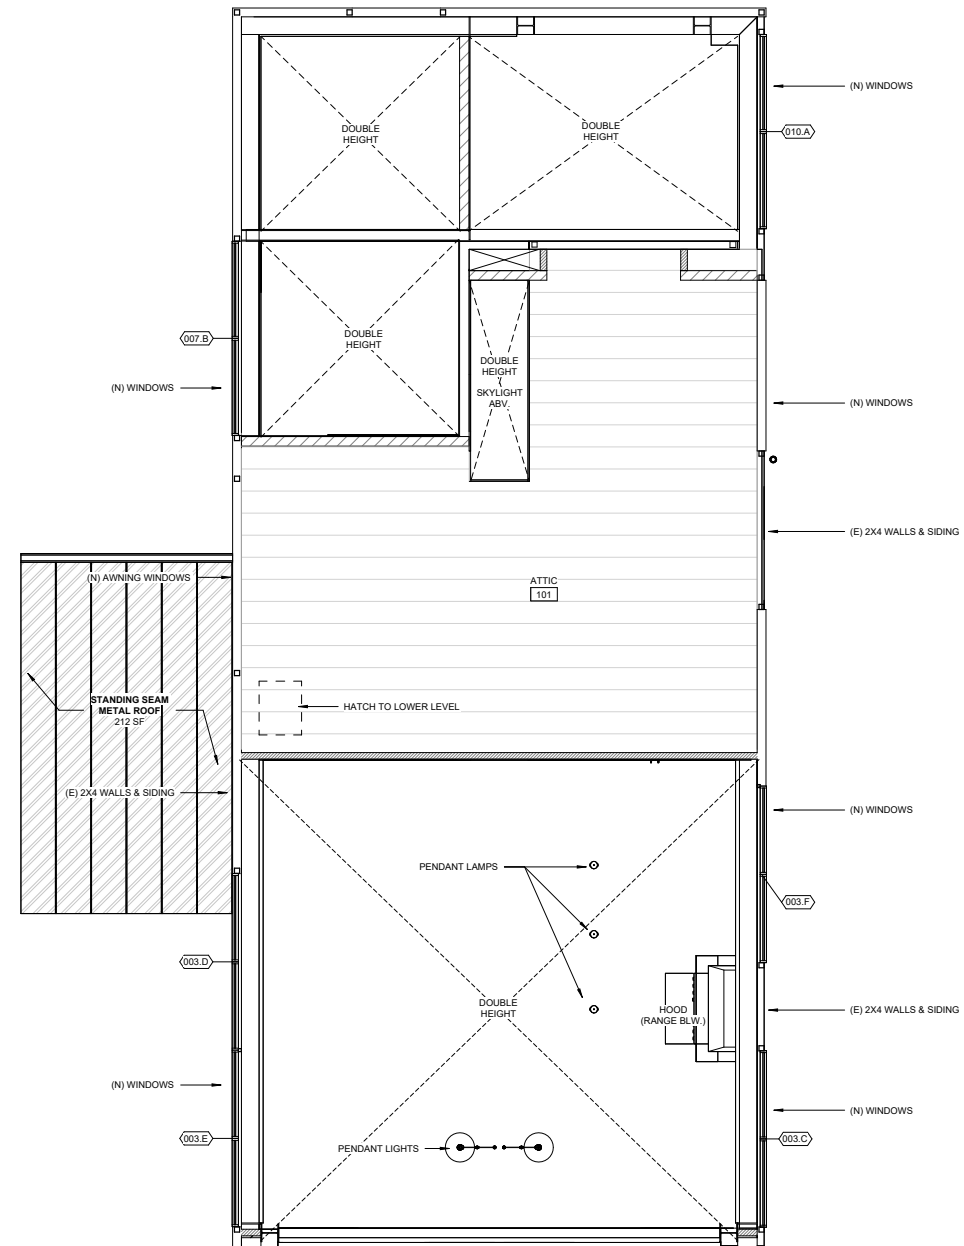 (N) WINDOWS
DOUBLE
HEIGHT
DOUBLE
HEIGHT
010.A
007.B
DOUBLE
HEIGHT
DOUBLE
HEIGHT
SKYLIGHT
ABV.
(N) WINDOWS
(N) WINDOWS
(E) 2X4 WALLS & SIDING
(N) AWNING WINDOWS
ATTIC
101
STANDING SEAM
METAL ROOF
212 SF
HATCH TO LOWER LEVEL
(E) 2X4 WALLS & SIDING
(N) WINDOWS
PENDANT LAMPS
003.F
003.D
DOUBLE
HEIGHT
HOOD
(RANGE BLW.)
(E) 2X4 WALLS & SIDING
(N) WINDOWS
(N) WINDOWS
003.E
PENDANT LIGHTS
003.C